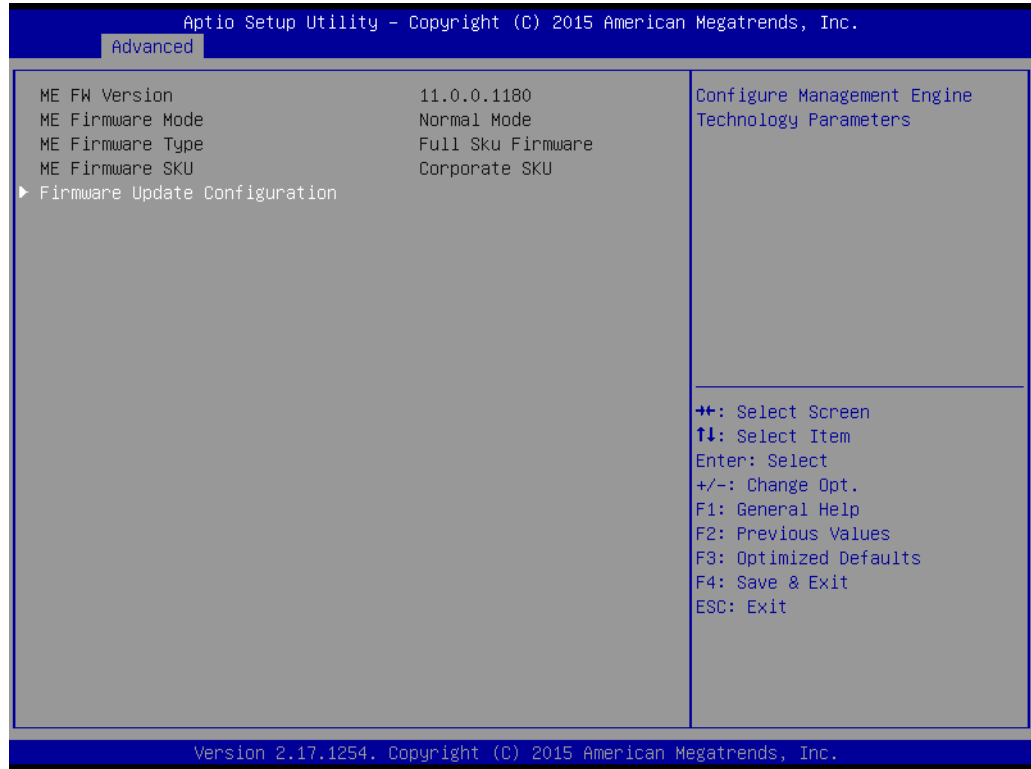 Aptio Setup Utility – Copyright (C) 2015 American Megatrends, Inc.
Advanced
ME FW Version 11.0.0.1180
ME Firmware Mode Normal Mode
ME Firmware Type Full Sku Firmware
ME Firmware SKU Corporate SKU
▶ Firmware Update Configuration
Configure Management Engine
Technology Parameters
→←: Select Screen
↑↓: Select Item
Enter: Select
+/-: Change Opt.
F1: General Help
F2: Previous Values
F3: Optimized Defaults
F4: Save & Exit
ESC: Exit
Version 2.17.1254. Copyright (C) 2015 American Megatrends, Inc.